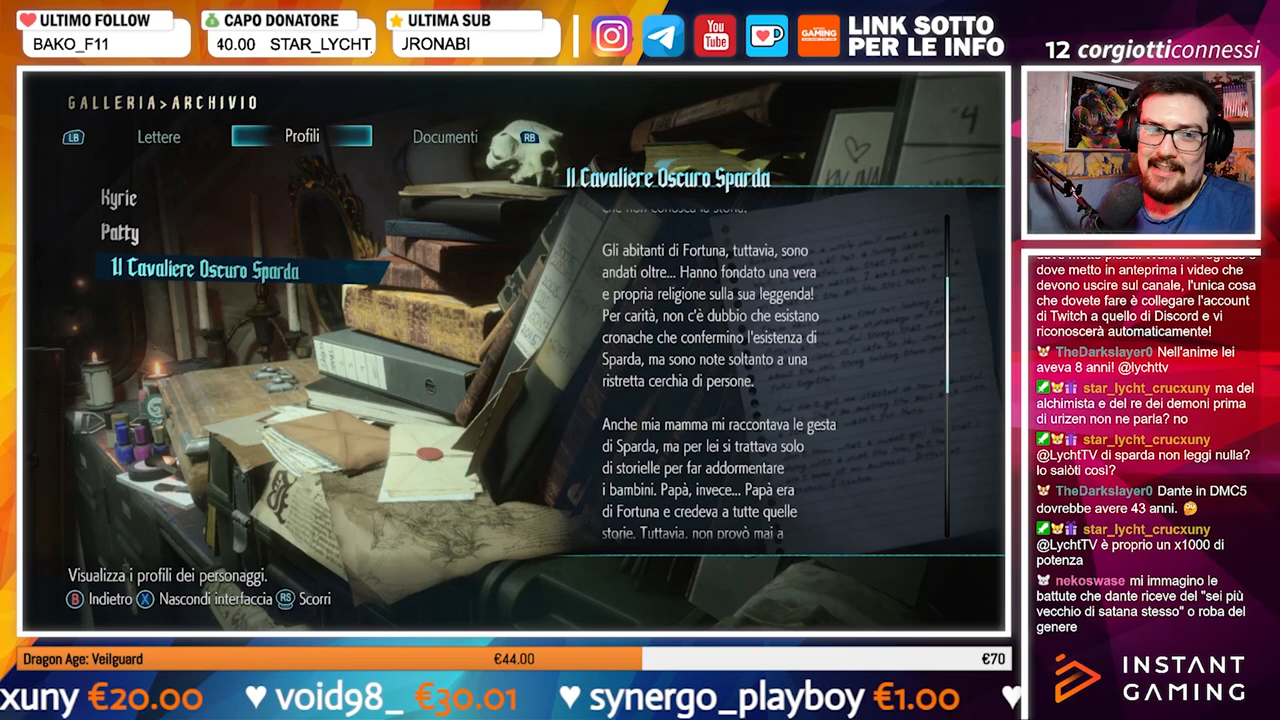 ULTIMO FOLLOW
BAKO_F11
CAPO DONATORE
40.00 STAR_LYCHT
ULTIMA SUB
JRONABI
You
Tube
GAMING
LINK SOTTO
PER LE INFO
12 corgiotticonnessi
GALLERIA>ARCHIVIO
LB
Lettere
Profili
Documenti
RB
Kyrie
Patty
Il Cavaliere Oscuro Sparda
Il Cavaliere Oscuro Sparda
che non conosca la storia.
Gli abitanti di Fortuna, tuttavia, sono
andati oltre... Hanno fondato una vera
e propria religione sulla sua leggenda!
Per carità, non c'è dubbio che esistano
cronache che confermino l'esistenza di
Sparda, ma sono note soltanto a una
ristretta cerchia di persone.
Anche mia mamma mi raccontava le gesta
di Sparda, ma per lei si trattava solo
di storielle per far addormentare
i bambini. Papà, invece... Papà era
di Fortuna e credeva a tutte quelle
storie. Tuttavia, non provò mai a
Visualizza i profili dei personaggi.
B Indietro X Nascondi interfaccia RS Scorri
dove metto in anteprima i video che
devono uscire sul canale, l'unica cosa
che dovete fare è collegare l'account
di Twitch a quello di Discord e vi
riconoscerà automaticamente!
TheDarkslayer0 Nell'anime lei
aveva 8 anni! @lychttv
star_lycht_crucxuny ma del
alchimista e del re dei demoni prima
di urizen non ne parla? no
star_lycht_crucxuny
@LychtTV di sparda non leggi nulla?
lo salòti così?
TheDarkslayer0 Dante in DMC5
dovrebbe avere 43 anni.
star_lycht_crucxuny
@LychtTV è proprio un x1000 di
potenza
nekoswase mi immagino le
battute che dante riceve del "sei più
vecchio di satana stesso" o roba del
genere
Dragon Age: Veilguard
€44.00
€70
xuny €20.00 ♥ void98_ €30.01 ♥ synergo_playboy €1.00 ♥
INSTANT
GAMING